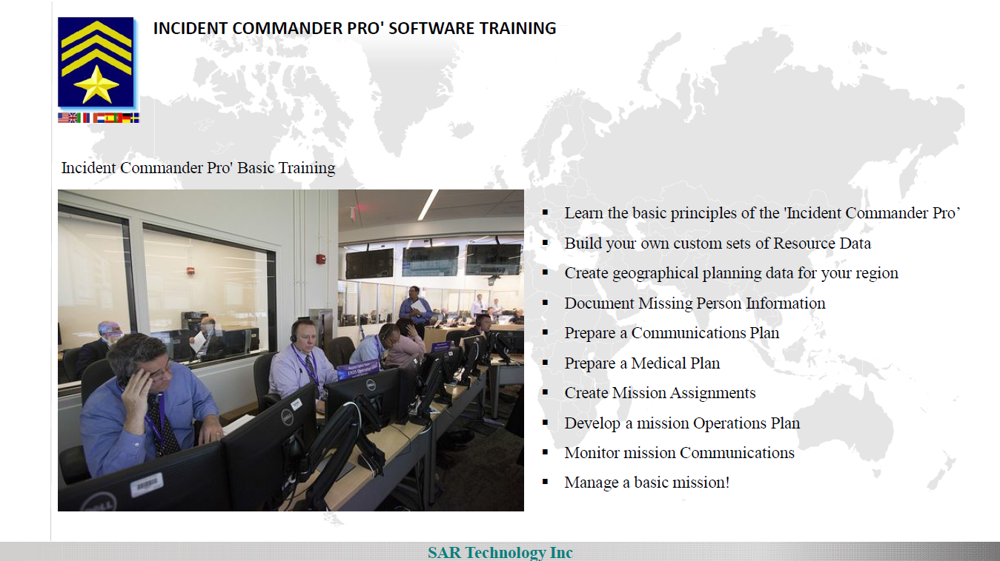 INCIDENT COMMANDER PRO' SOFTWARE TRAINING
Incident Commander Pro' Basic Training
▪ Learn the basic principles of the 'Incident Commander Pro’
▪ Build your own custom sets of Resource Data
▪ Create geographical planning data for your region
▪ Document Missing Person Information
▪ Prepare a Communications Plan
▪ Prepare a Medical Plan
▪ Create Mission Assignments
▪ Develop a mission Operations Plan
▪ Monitor mission Communications
▪ Manage a basic mission!
DELL
DELL
DELL
SAR Technology Inc